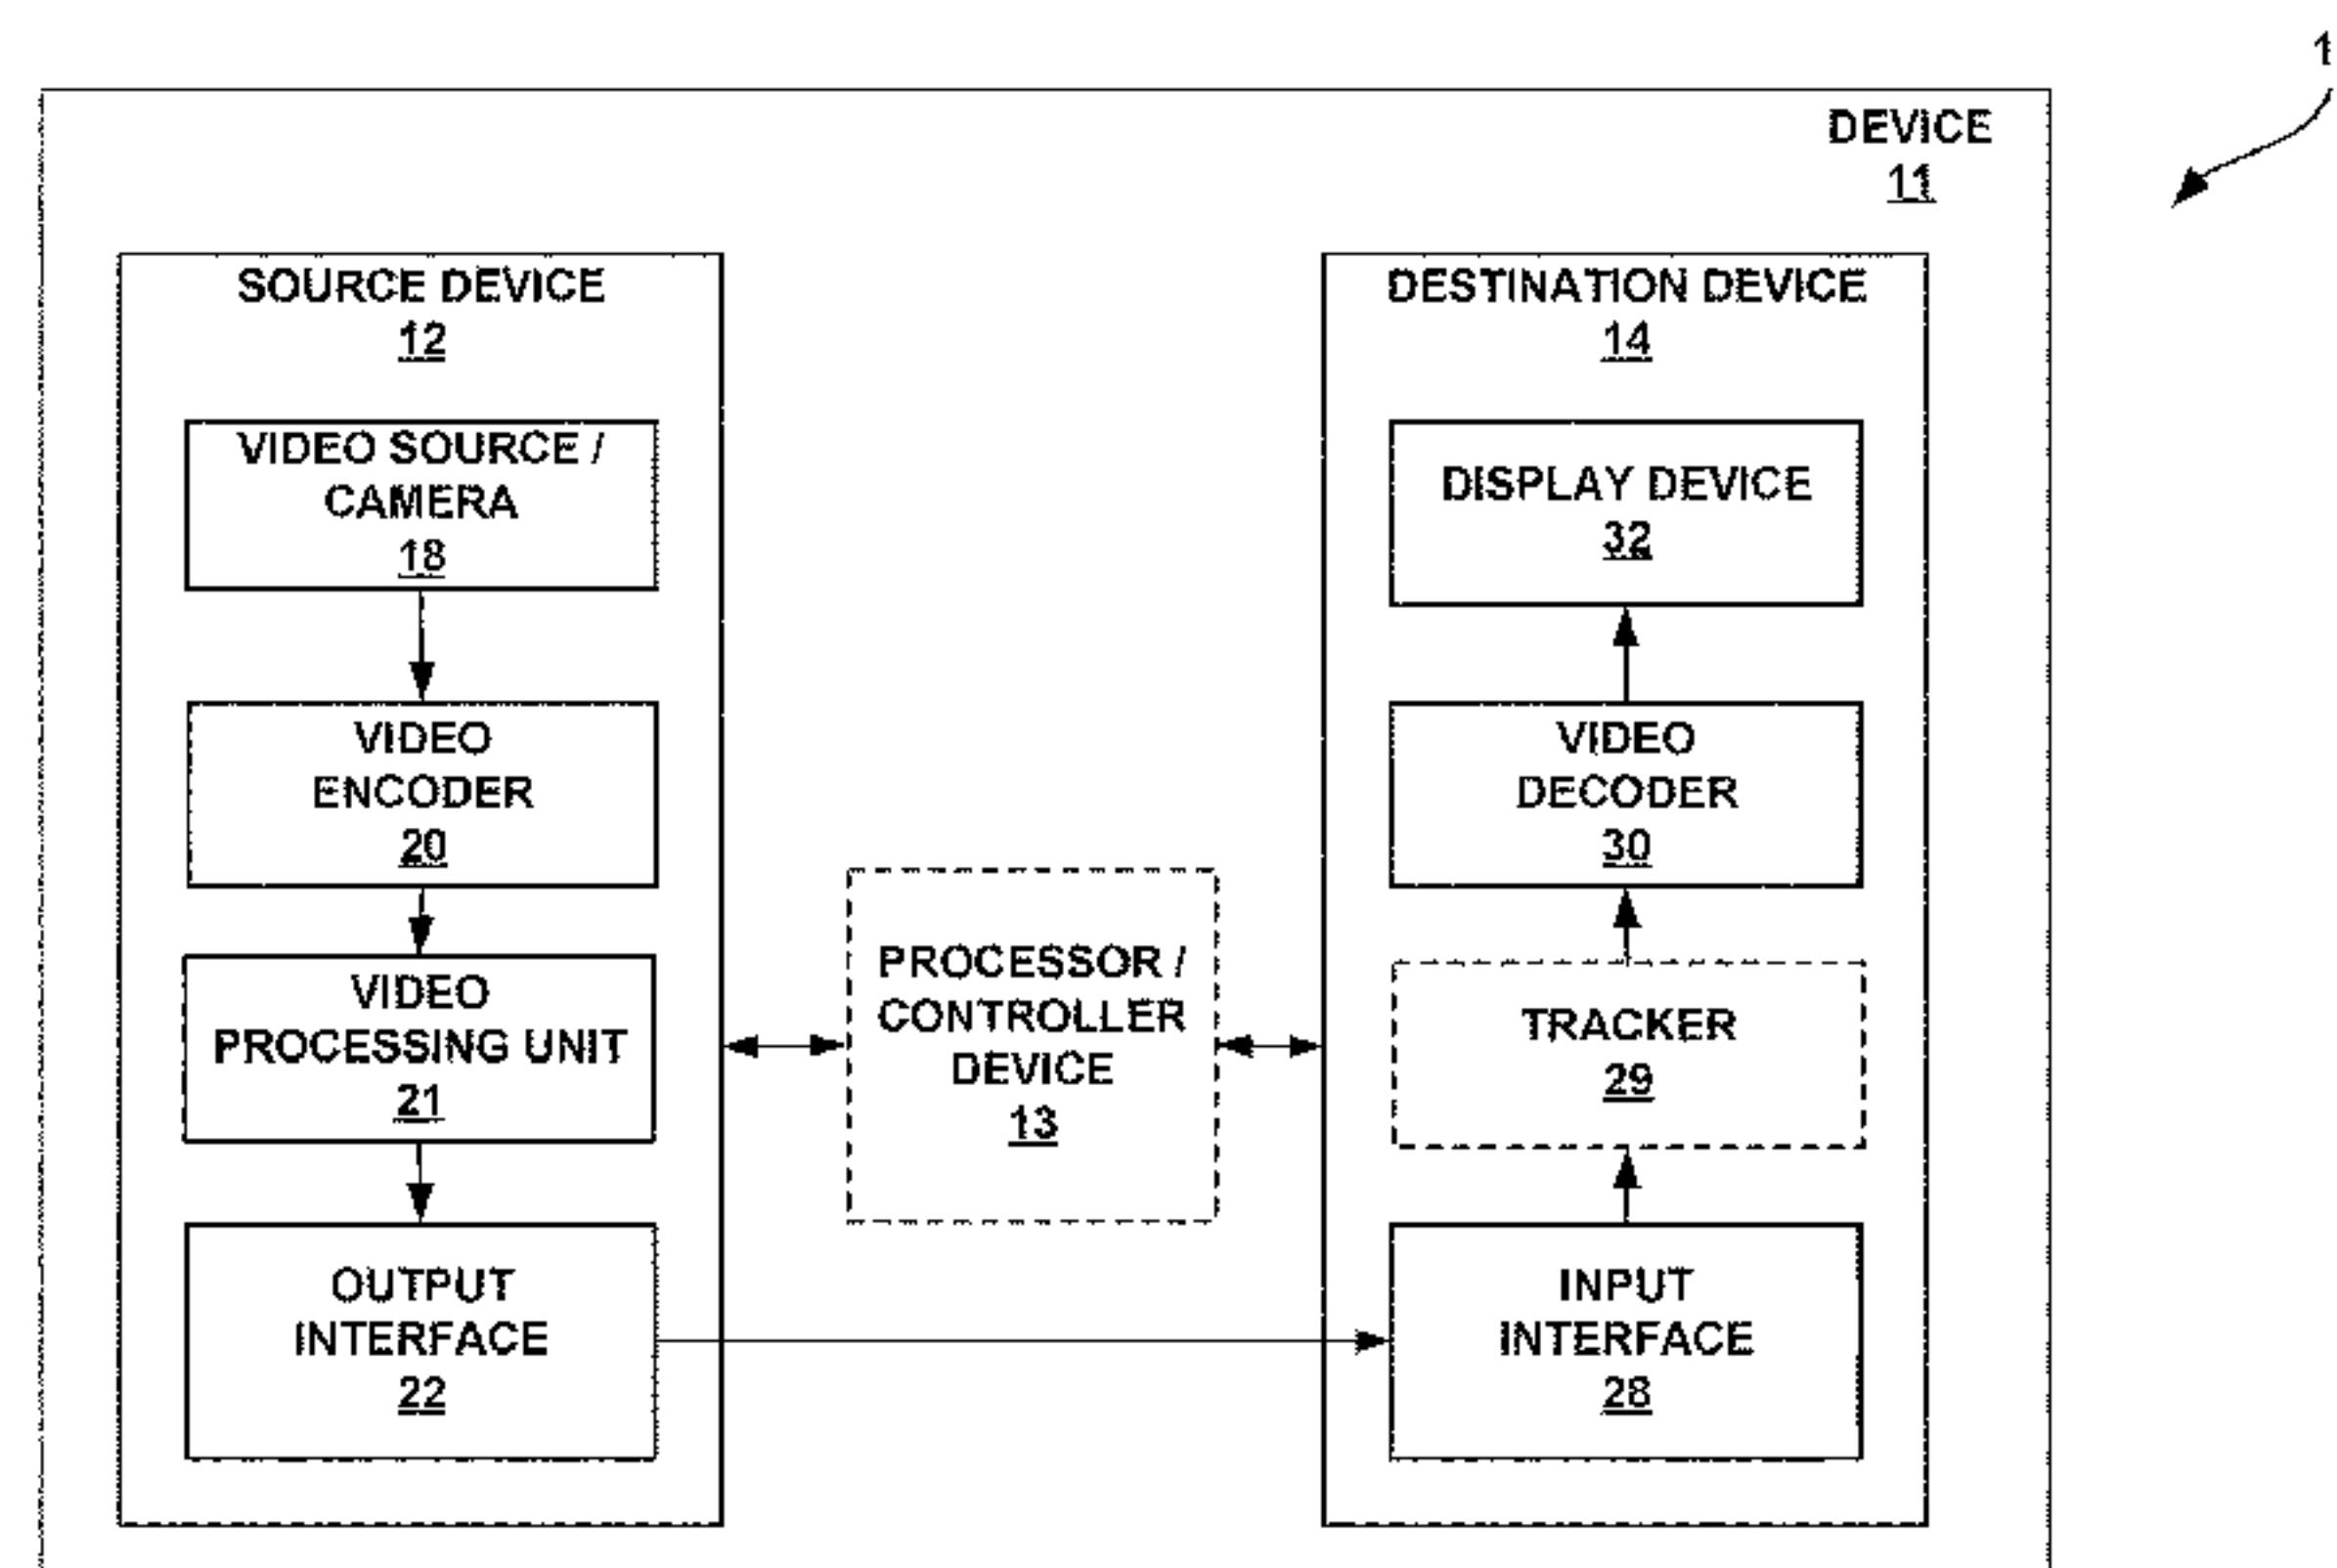 1
DEVICE
11
SOURCE DEVICE
12
VIDEO SOURCE /
CAMERA
18
VIDEO
ENCODER
20
VIDEO
PROCESSING UNIT
21
OUTPUT
INTERFACE
22
PROCESSOR /
CONTROLLER
DEVICE
13
DESTINATION DEVICE
14
DISPLAY DEVICE
32
VIDEO
DECODER
30
TRACKER
29
INPUT
INTERFACE
28